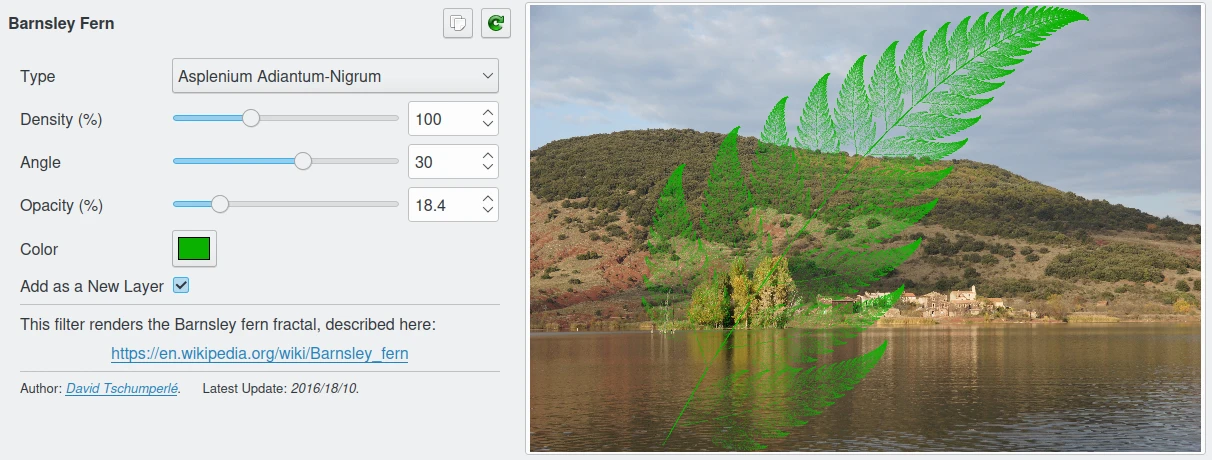 Barnsley Fern
Type Asplenium Adiantum-Nigrum
Density (%) 100
Angle 30
Opacity (%) 18.4
Color
Add as a New Layer
This filter renders the Barnsley fern fractal, described here:
https://en.wikipedia.org/wiki/Barnsley_fern
Author: David Tschumperlé. Latest Update: 2016/18/10.